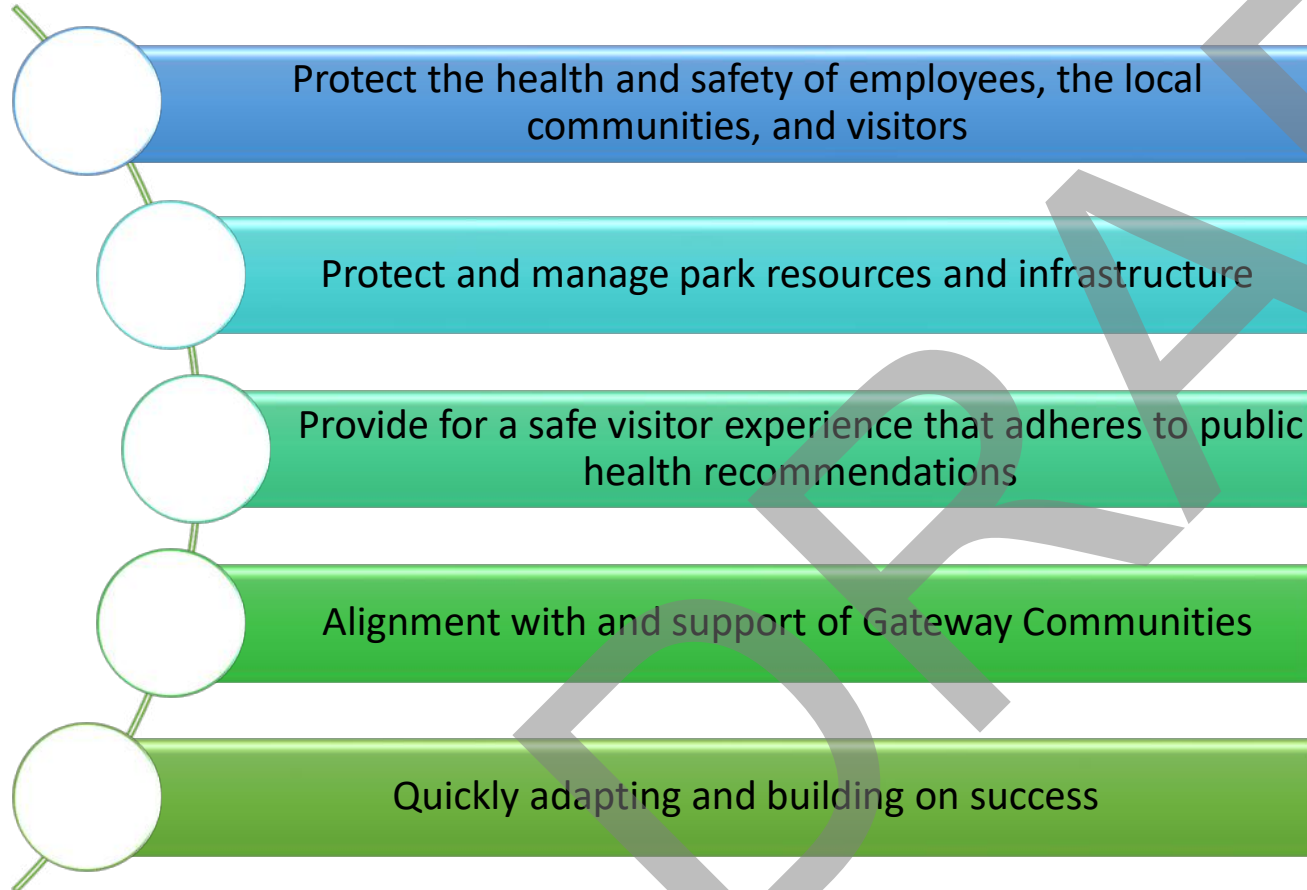 Protect the health and safety of employees, the local
communities, and visitors
Protect and manage park resources and infrastructure
Provide for a safe visitor experience that adheres to public
health recommendations
Alignment with and support of Gateway Communities
Quickly adapting and building on success
DRA